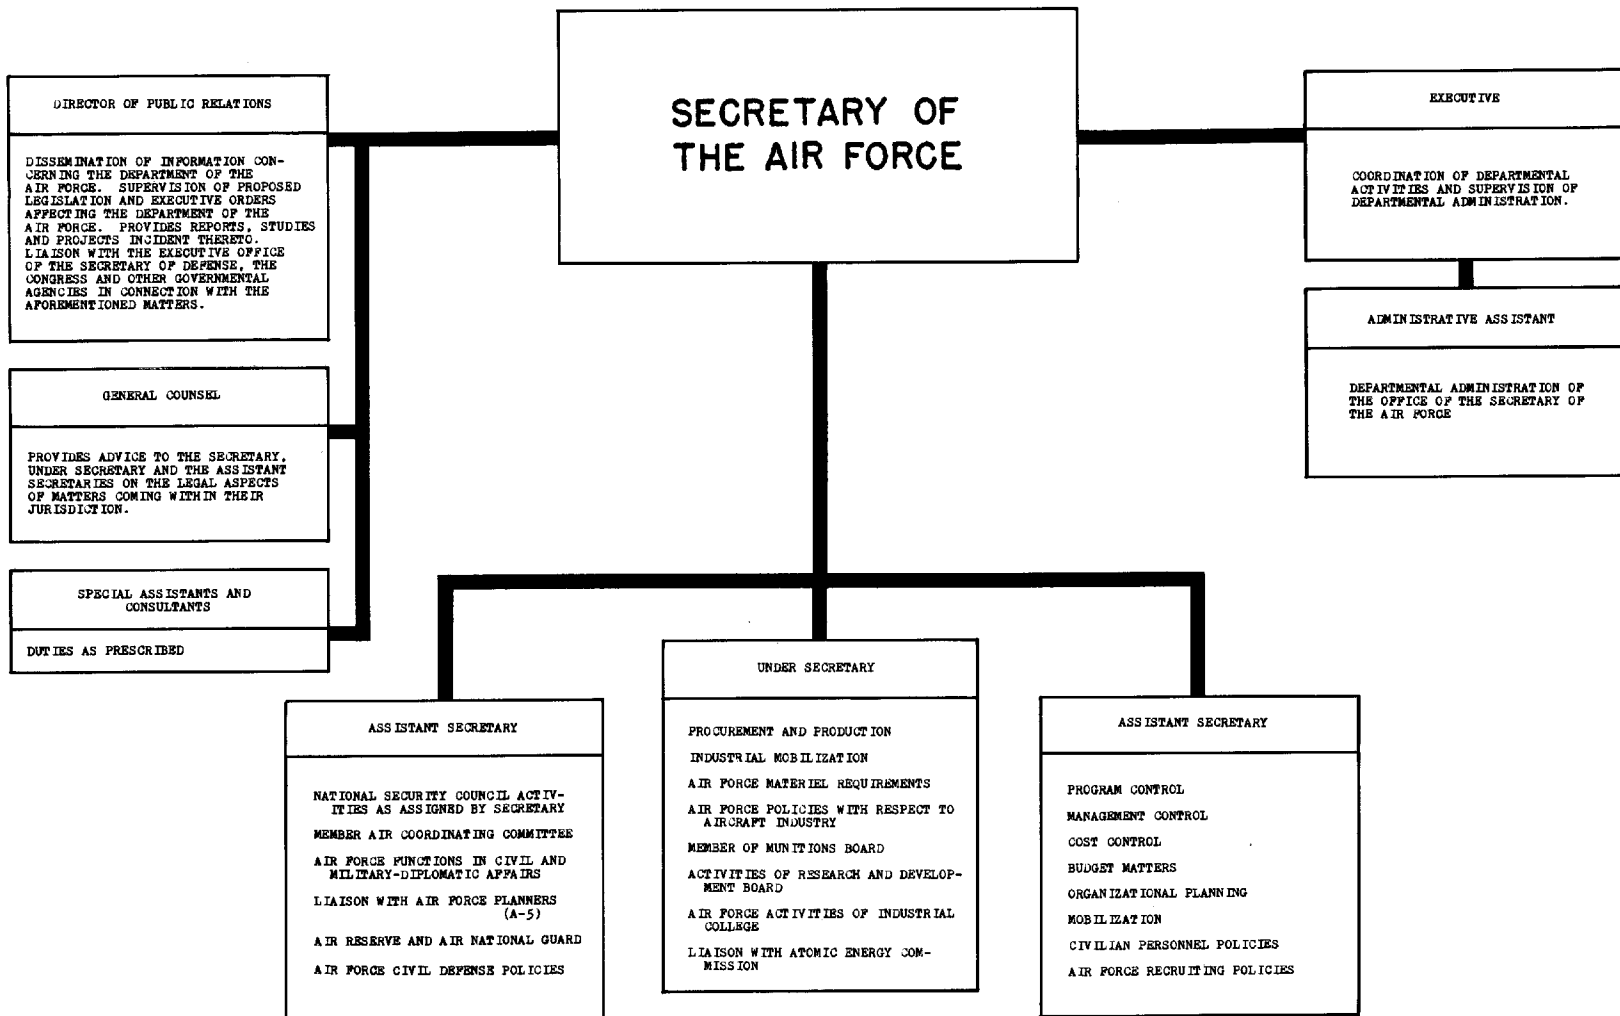 SECRETARY OF
THE AIR FORCE
DIRECTOR OF PUBLIC RELATIONS
DISSEMINATION OF INFORMATION CON-
CERNING THE DEPARTMENT OF THE
AIR FORCE. SUPERVISION OF PROPOSED
LEGISLATION AND EXECUTIVE ORDERS
AFFECTING THE DEPARTMENT OF THE
AIR FORCE. PROVIDES REPORTS, STUDIES
AND PROJECTS INCIDENT THERETO.
LIAISON WITH THE EXECUTIVE OFFICE
OF THE SECRETARY OF DEFENSE, THE
CONGRESS AND OTHER GOVERNMENTAL
AGENCIES IN CONNECTION WITH THE
AFOREMENTIONED MATTERS.
GENERAL COUNSEL
PROVIDES ADVICE TO THE SECRETARY,
UNDER SECRETARY AND THE ASSISTANT
SECRETARIES ON THE LEGAL ASPECTS
OF MATTERS COMING WITHIN THEIR
JURISDICTION.
SPECIAL ASSISTANTS AND
CONSULTANTS
DUTIES AS PRESCRIBED
EXECUTIVE
COORDINATION OF DEPARTMENTAL
ACTIVITIES AND SUPERVISION OF
DEPARTMENTAL ADMINISTRATION.
ADMINISTRATIVE ASSISTANT
DEPARTMENTAL ADMINISTRATION OF
THE OFFICE OF THE SECRETARY OF
THE AIR FORCE
ASSISTANT SECRETARY
NATIONAL SECURITY COUNCIL ACTIV-
ITIES AS ASSIGNED BY SECRETARY
MEMBER AIR COORDINATING COMMITTEE
AIR FORCE FUNCTIONS IN CIVIL AND
MILITARY-DIPLOMATIC AFFAIRS
LIAISON WITH AIR FORCE PLANNERS
(A-5)
AIR RESERVE AND AIR NATIONAL GUARD
AIR FORCE CIVIL DEFENSE POLICIES
UNDER SECRETARY
PROCUREMENT AND PRODUCTION
INDUSTRIAL MOBILIZATION
AIR FORCE MATERIEL REQUIREMENTS
AIR FORCE POLICIES WITH RESPECT TO
AIRCRAFT INDUSTRY
MEMBER OF MUNITIONS BOARD
ACTIVITIES OF RESEARCH AND DEVELOP-
MENT BOARD
AIR FORCE ACTIVITIES OF INDUSTRIAL
COLLEGE
LIAISON WITH ATOMIC ENERGY COM-
MISSION
ASSISTANT SECRETARY
PROGRAM CONTROL
MANAGEMENT CONTROL
COST CONTROL
BUDGET MATTERS
ORGANIZATIONAL PLANNING
MOBILIZATION
CIVILIAN PERSONNEL POLICIES
AIR FORCE RECRUITING POLICIES